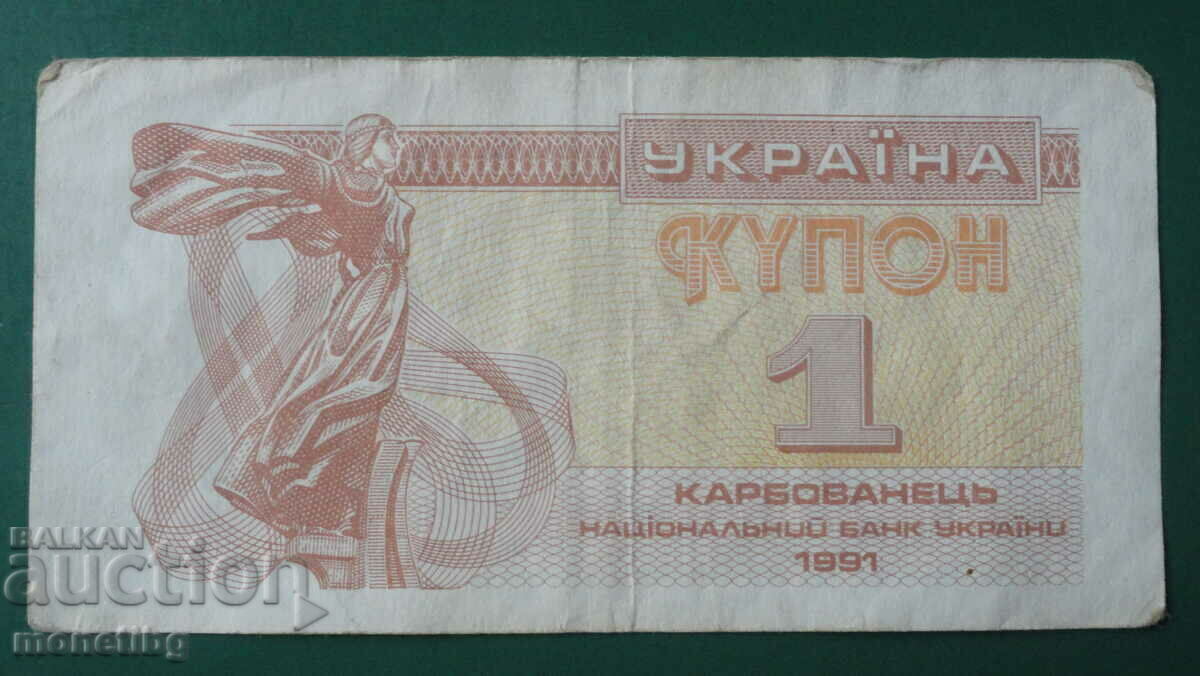 УКРАЇНА
КУПОН
1
КАРБОВАНЕЦЬ
НАЦІОНАЛЬНИЙ БАНК УКРАЇНИ
1991
BALKAN
auction
monetibg